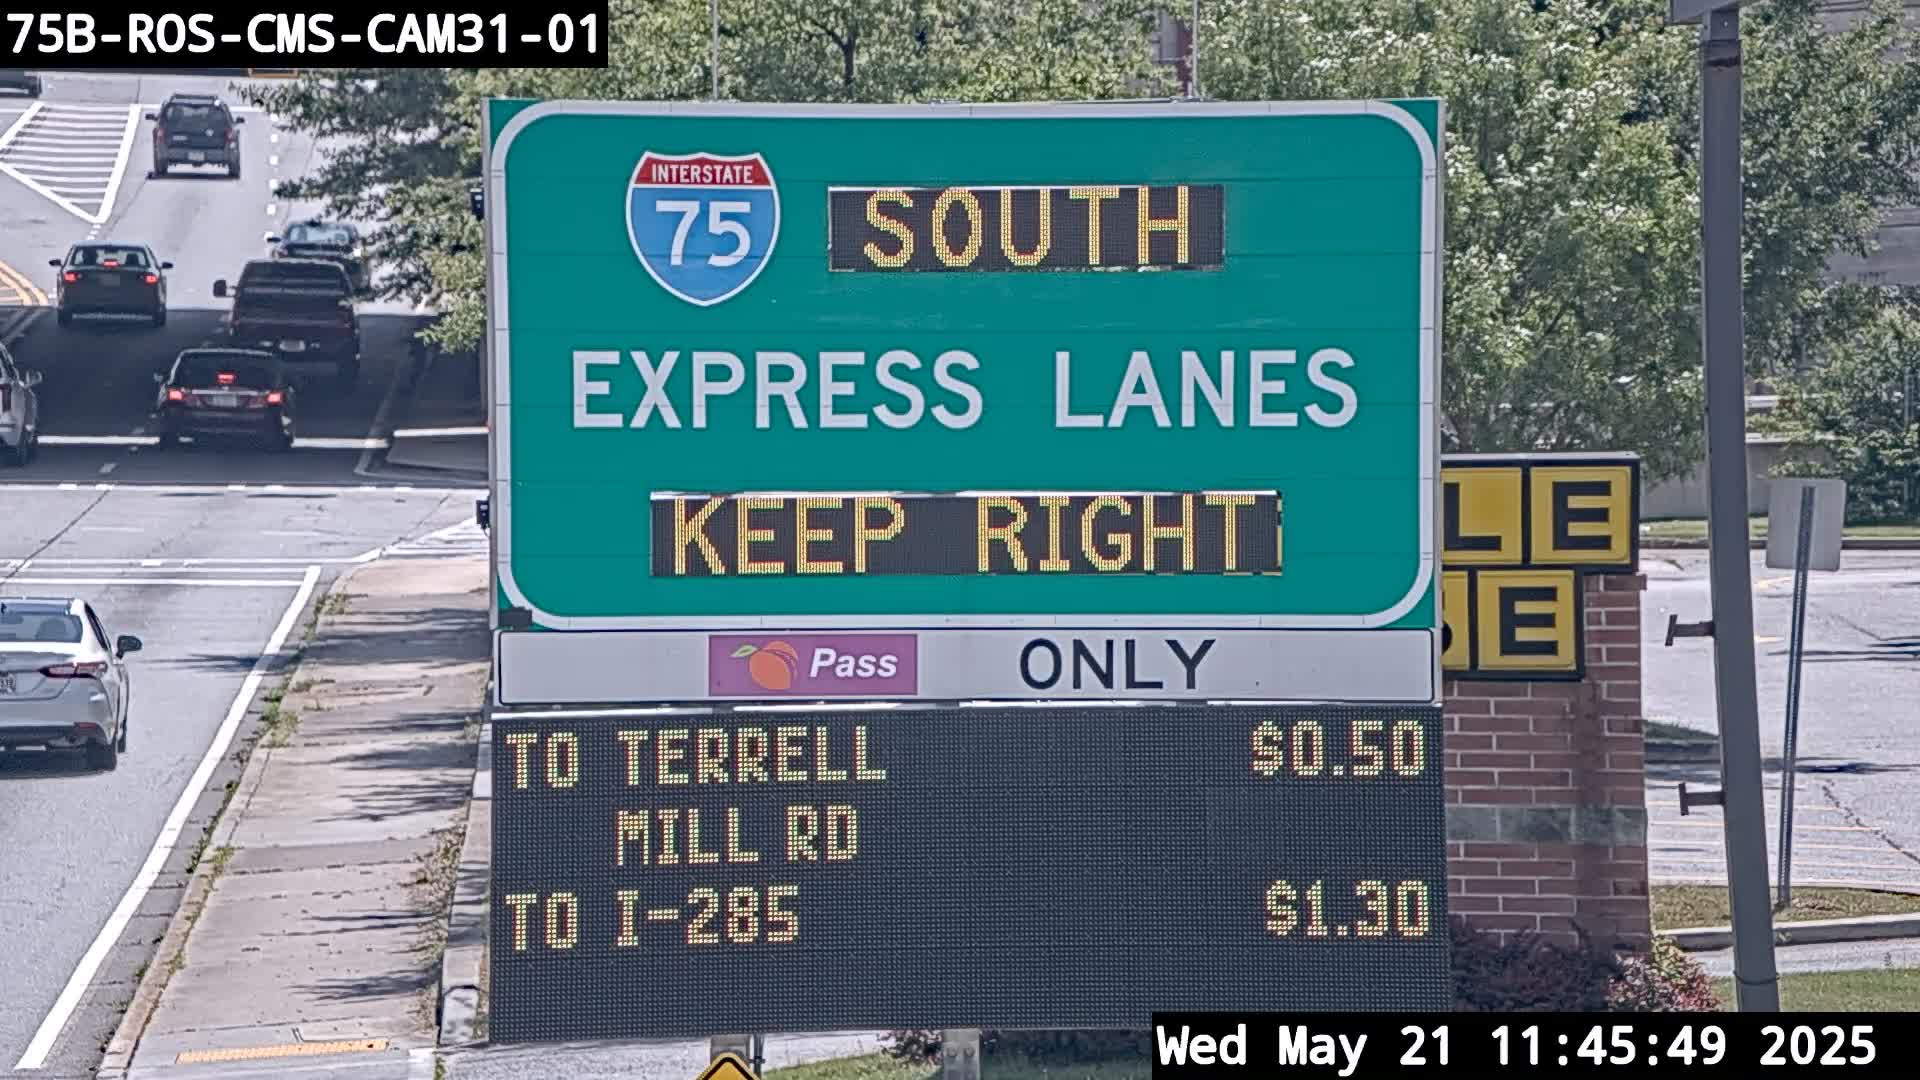 75B-ROS-CMS-CAM31-01
INTERSTATE
75
SOUTH
EXPRESS LANES
KEEP RIGHT
Pass ONLY
TO TERRELL $0.50
MILL RD
TO I-285 $1.30
LE
E
Wed May 21 11:45:49 2025